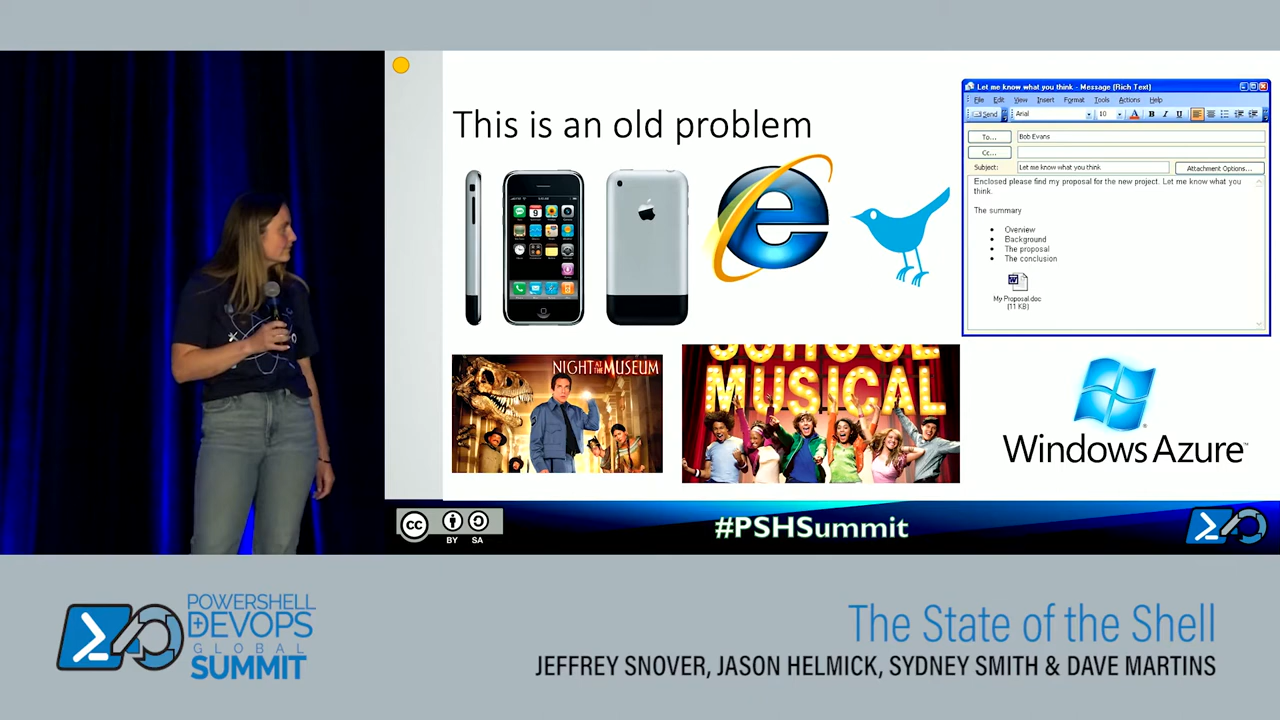 This is an old problem
Let me know what you think - Message (Rich Text)
File Edit View Insert Format Tools Actions Help
Send Arial 10 A B I U
To... Bob Evans
Cc...
Subject: Let me know what you think Attachment Options...
Enclosed please find my proposal for the new project. Let me know what you
think.
The summary
• Overview
• Background
• The proposal
• The conclusion
My Proposal.doc
(11 KB)
NIGHT AT THE MUSEUM
SCHOOL
MUSICAL
Windows Azure™
cc
BY SA
#PSHSummit
POWERSHELL
+DEVOPS
GLOBAL
SUMMIT
The State of the Shell
JEFFREY SNOVER, JASON HELMICK, SYDNEY SMITH & DAVE MARTINS